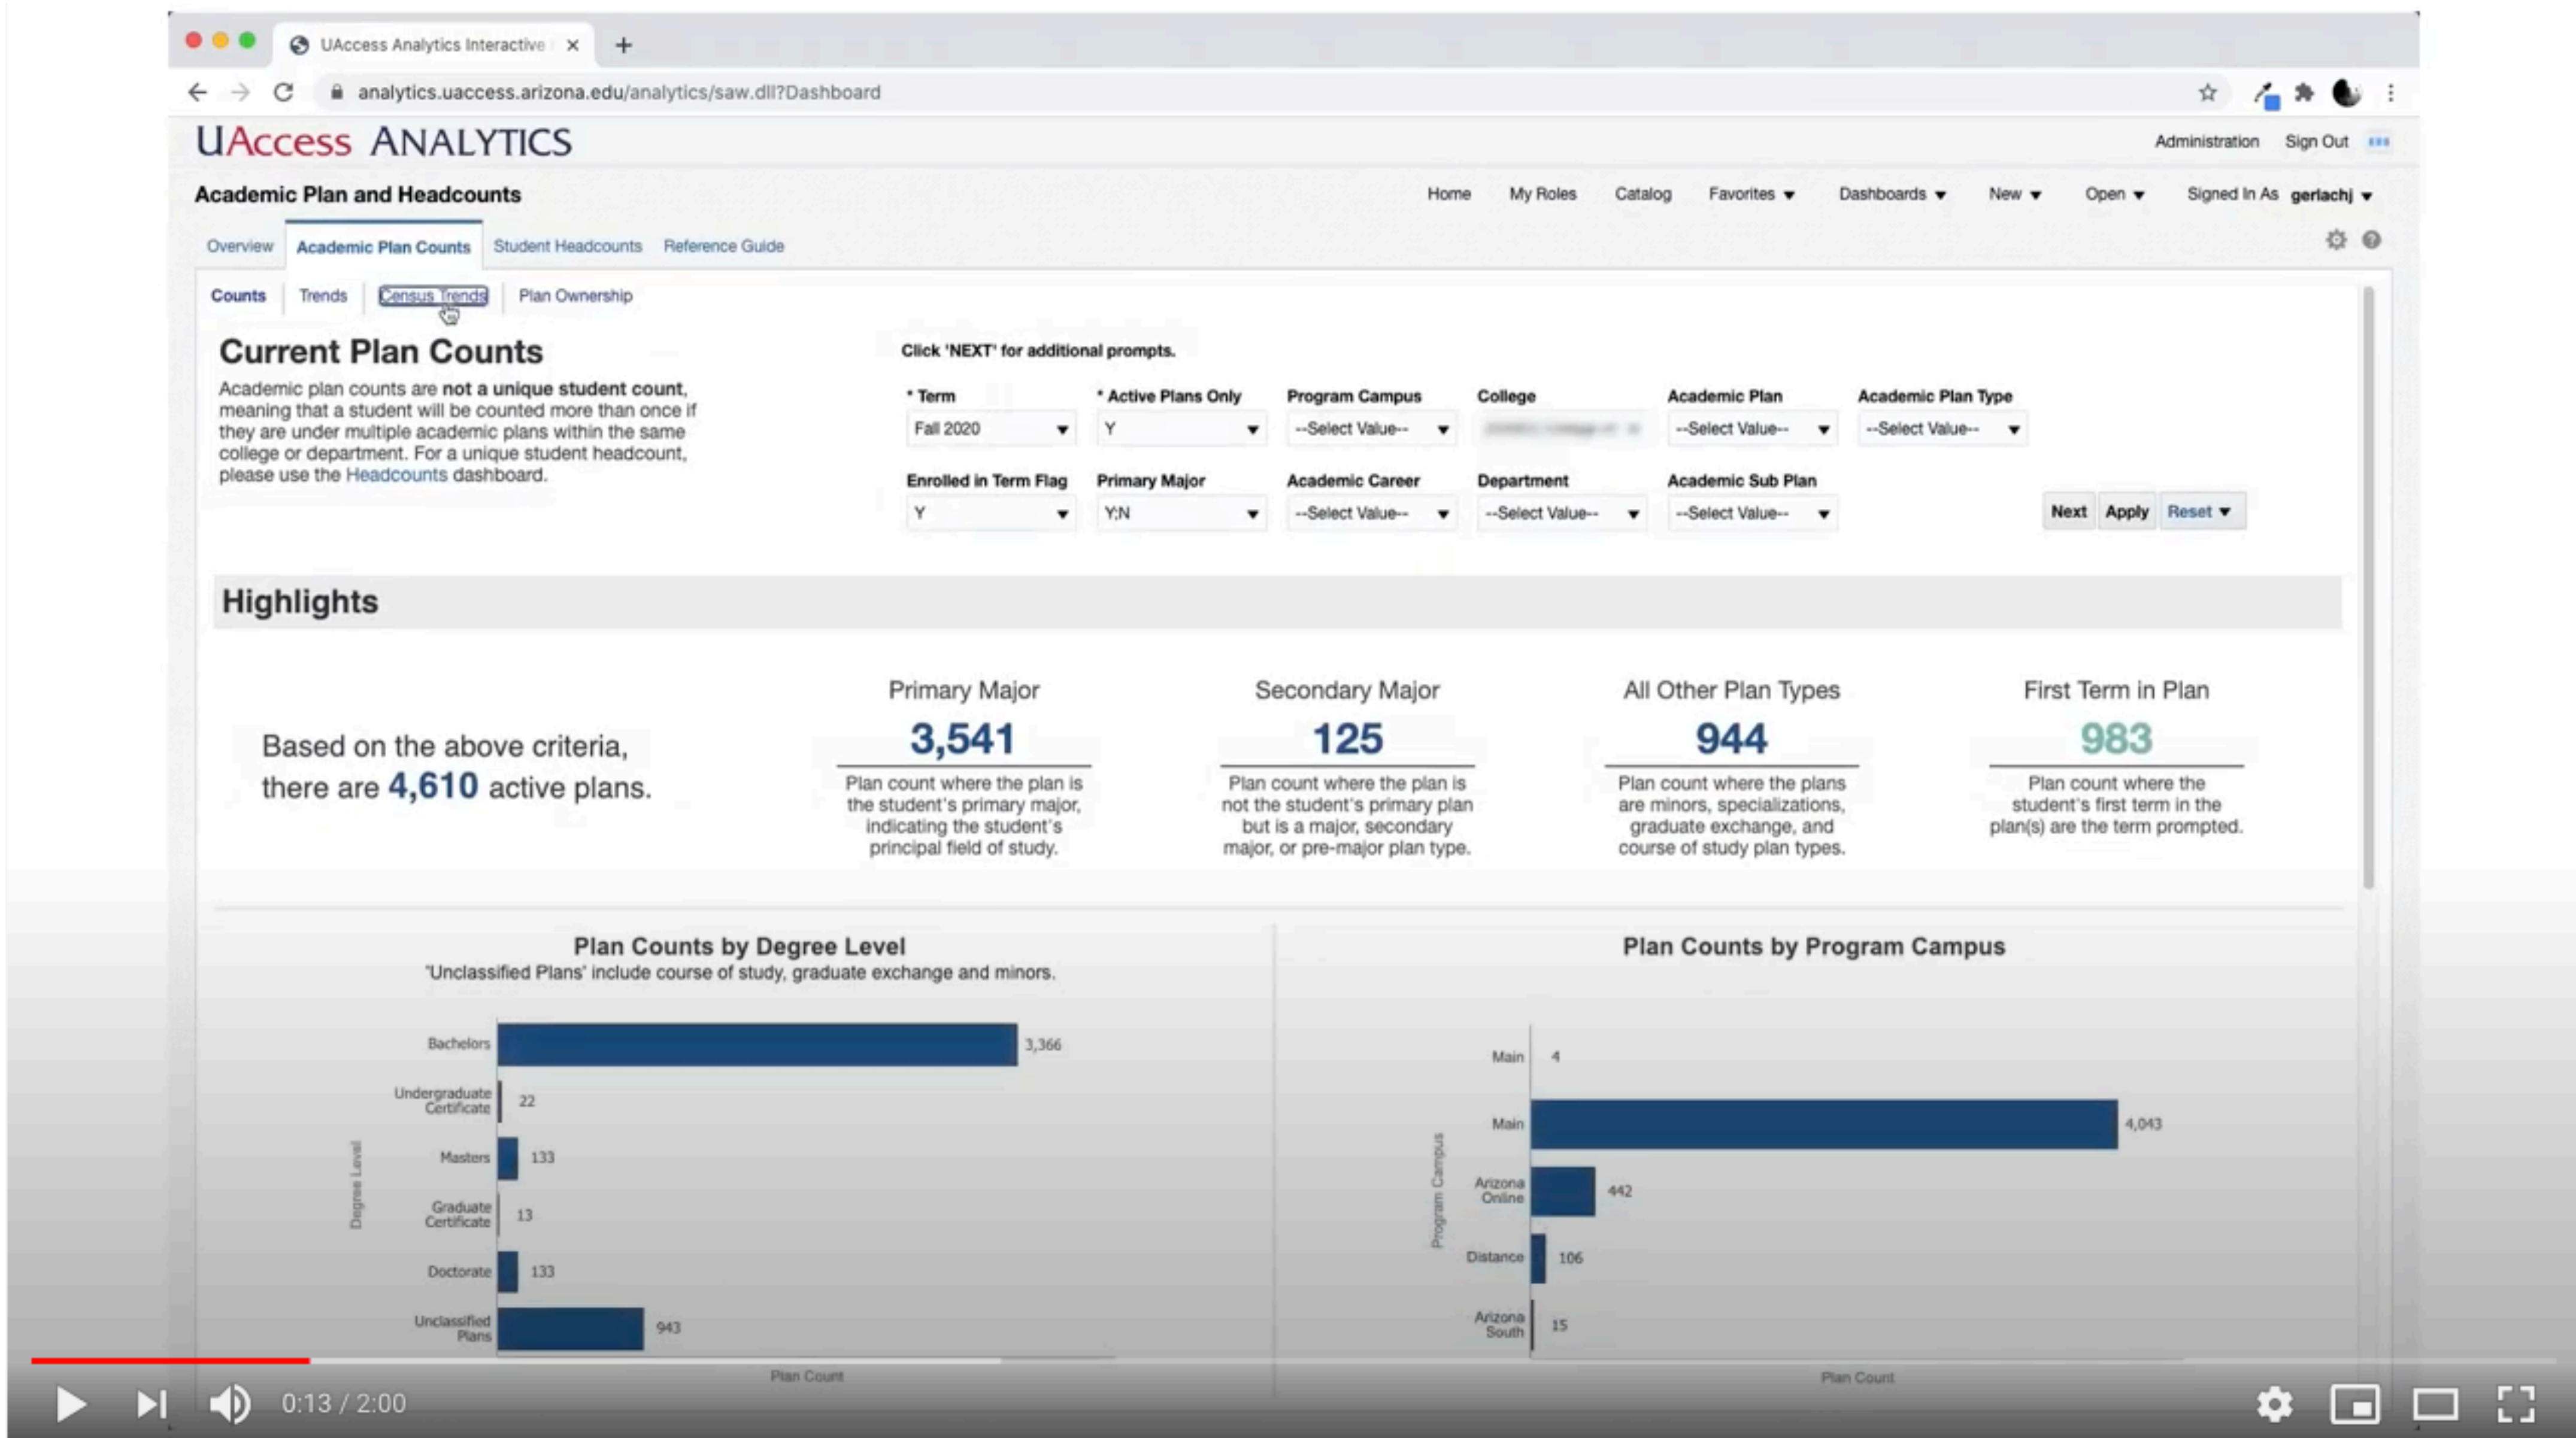 UAccess Analytics Interactive
analytics.uaccess.arizona.edu/analytics/saw.dll?Dashboard
UAccess ANALYTICS
Administration Sign Out
Academic Plan and Headcounts
Home My Roles Catalog Favorites Dashboards New Open Signed In As gerlachj
Overview Academic Plan Counts Student Headcounts Reference Guide
Counts Trends Census Trends Plan Ownership
Current Plan Counts
Academic plan counts are not a unique student count,
meaning that a student will be counted more than once if
they are under multiple academic plans within the same
college or department. For a unique student headcount,
please use the Headcounts dashboard.
Click 'NEXT' for additional prompts.
* Term * Active Plans Only Program Campus College Academic Plan Academic Plan Type
Fall 2020 Y --Select Value-- --Select Value-- --Select Value--
Enrolled in Term Flag Primary Major Academic Career Department Academic Sub Plan
Y Y;N --Select Value-- --Select Value-- --Select Value--
Next Apply Reset
Highlights
Based on the above criteria,
there are 4,610 active plans.
Primary Major
3,541
Plan count where the plan is
the student's primary major,
indicating the student's
principal field of study.
Secondary Major
125
Plan count where the plan is
not the student's primary plan
but is a major, secondary
major, or pre-major plan type.
All Other Plan Types
944
Plan count where the plans
are minors, specializations,
graduate exchange, and
course of study plan types.
First Term in Plan
983
Plan count where the
student's first term in the
plan(s) are the term prompted.
Plan Counts by Degree Level
'Unclassified Plans' include course of study, graduate exchange and minors.
Degree Level
Bachelors 3,366
Undergraduate
Certificate 22
Masters 133
Graduate
Certificate 13
Doctorate 133
Unclassified
Plans 943
Plan Count
Plan Counts by Program Campus
Program Campus
Main 4
Main 4,043
Arizona
Online 442
Distance 106
Arizona
South 15
Plan Count
0:13 / 2:00